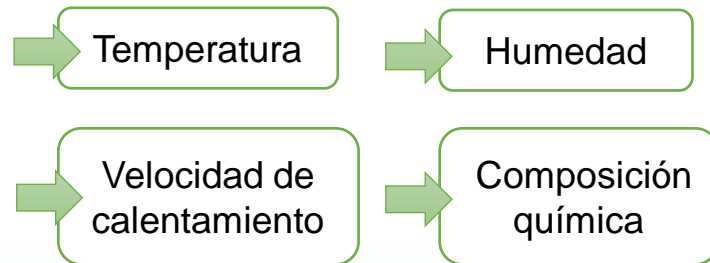 Temperatura
Humedad
Velocidad de
calentamiento
Composición
química